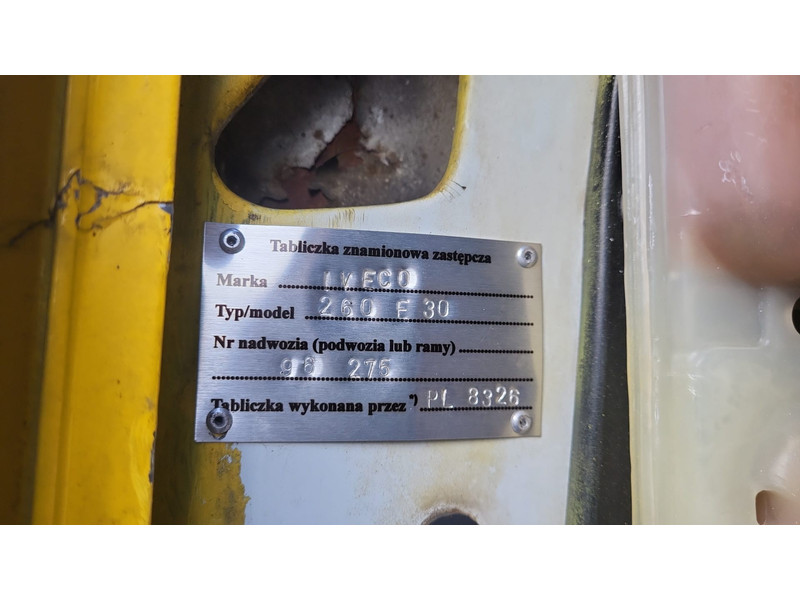 Tabliczka znamionowa zastępcza
Marka IVECO
Typ/model 260 E 30
Nr nadwozia (podwozia lub ramy)
96 275
Tabliczka wykonana przez*) PL 8326